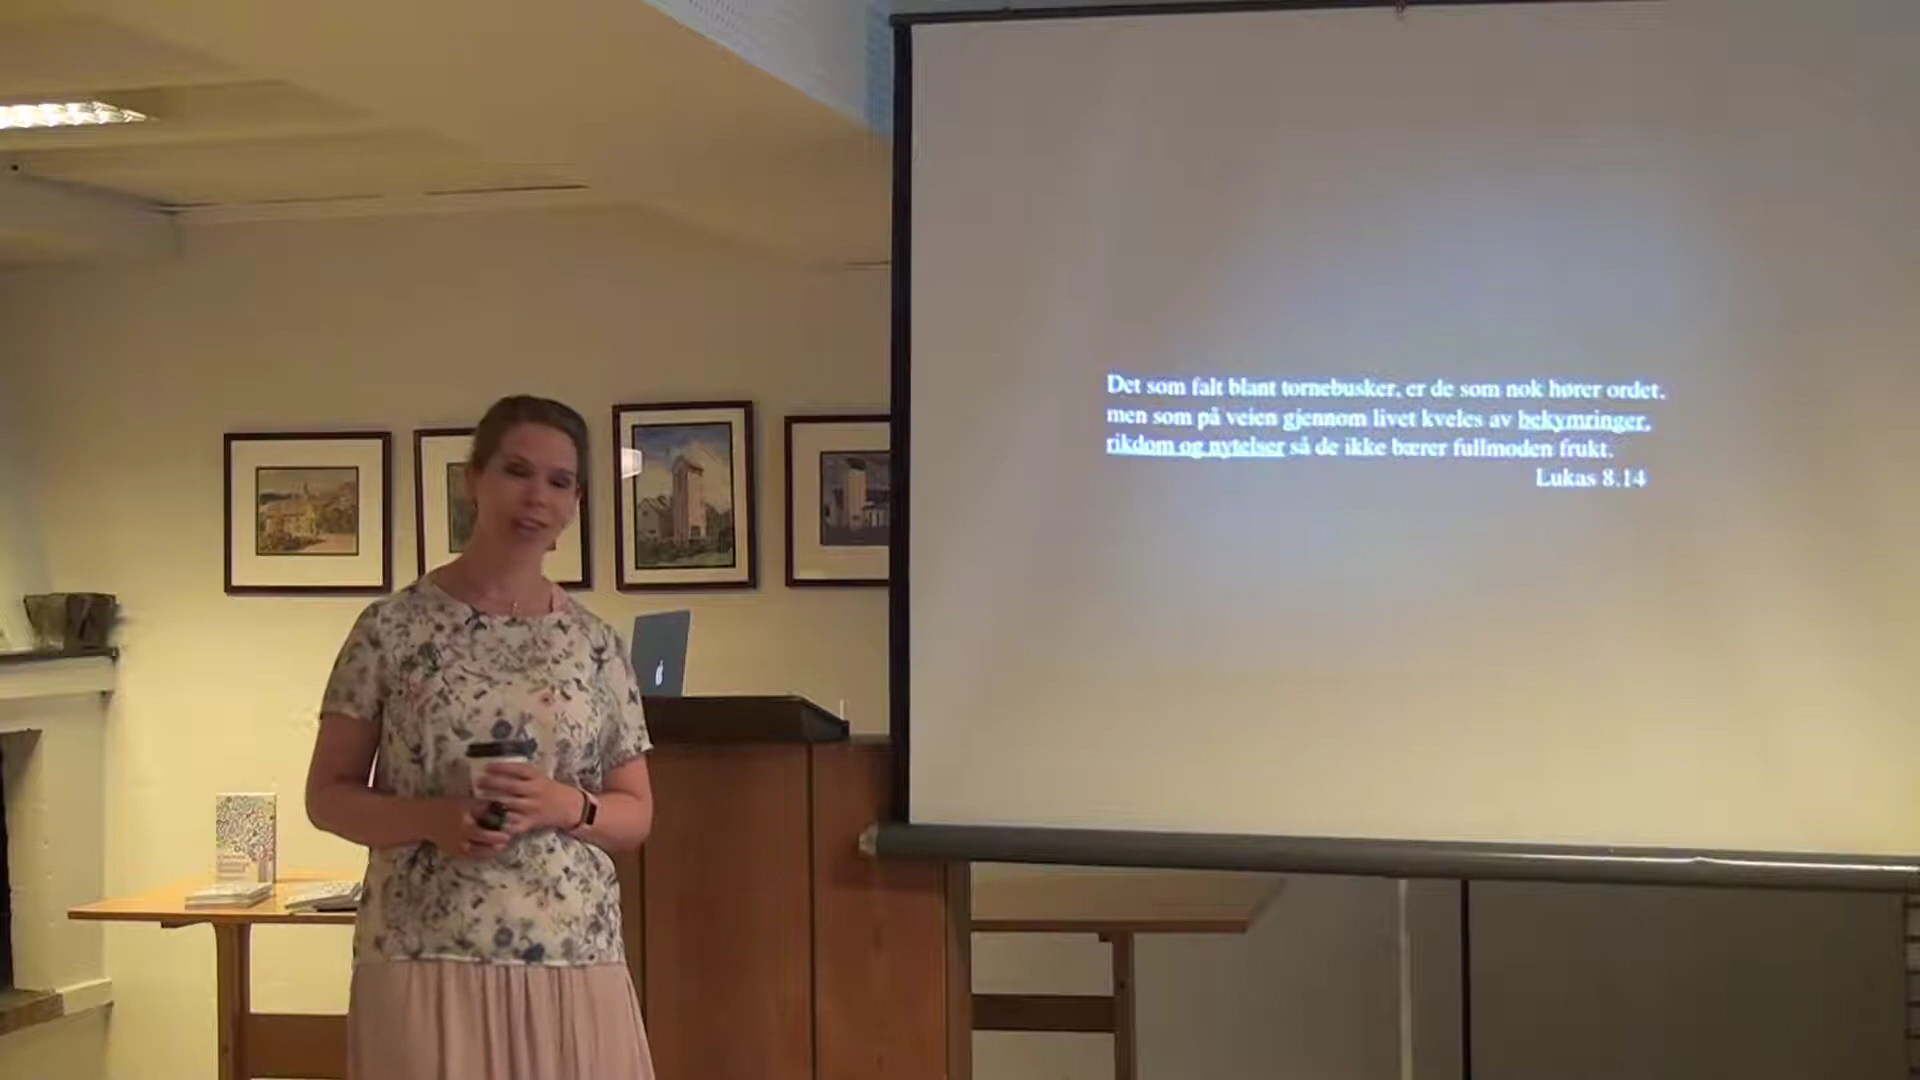 Det som falt blant tornebusker, er de som nok hører ordet,
men som på veien gjennom livet kveles av bekymringer,
rikdom og nytelser så de ikke bærer fullmoden frukt.
Lukas 8.14